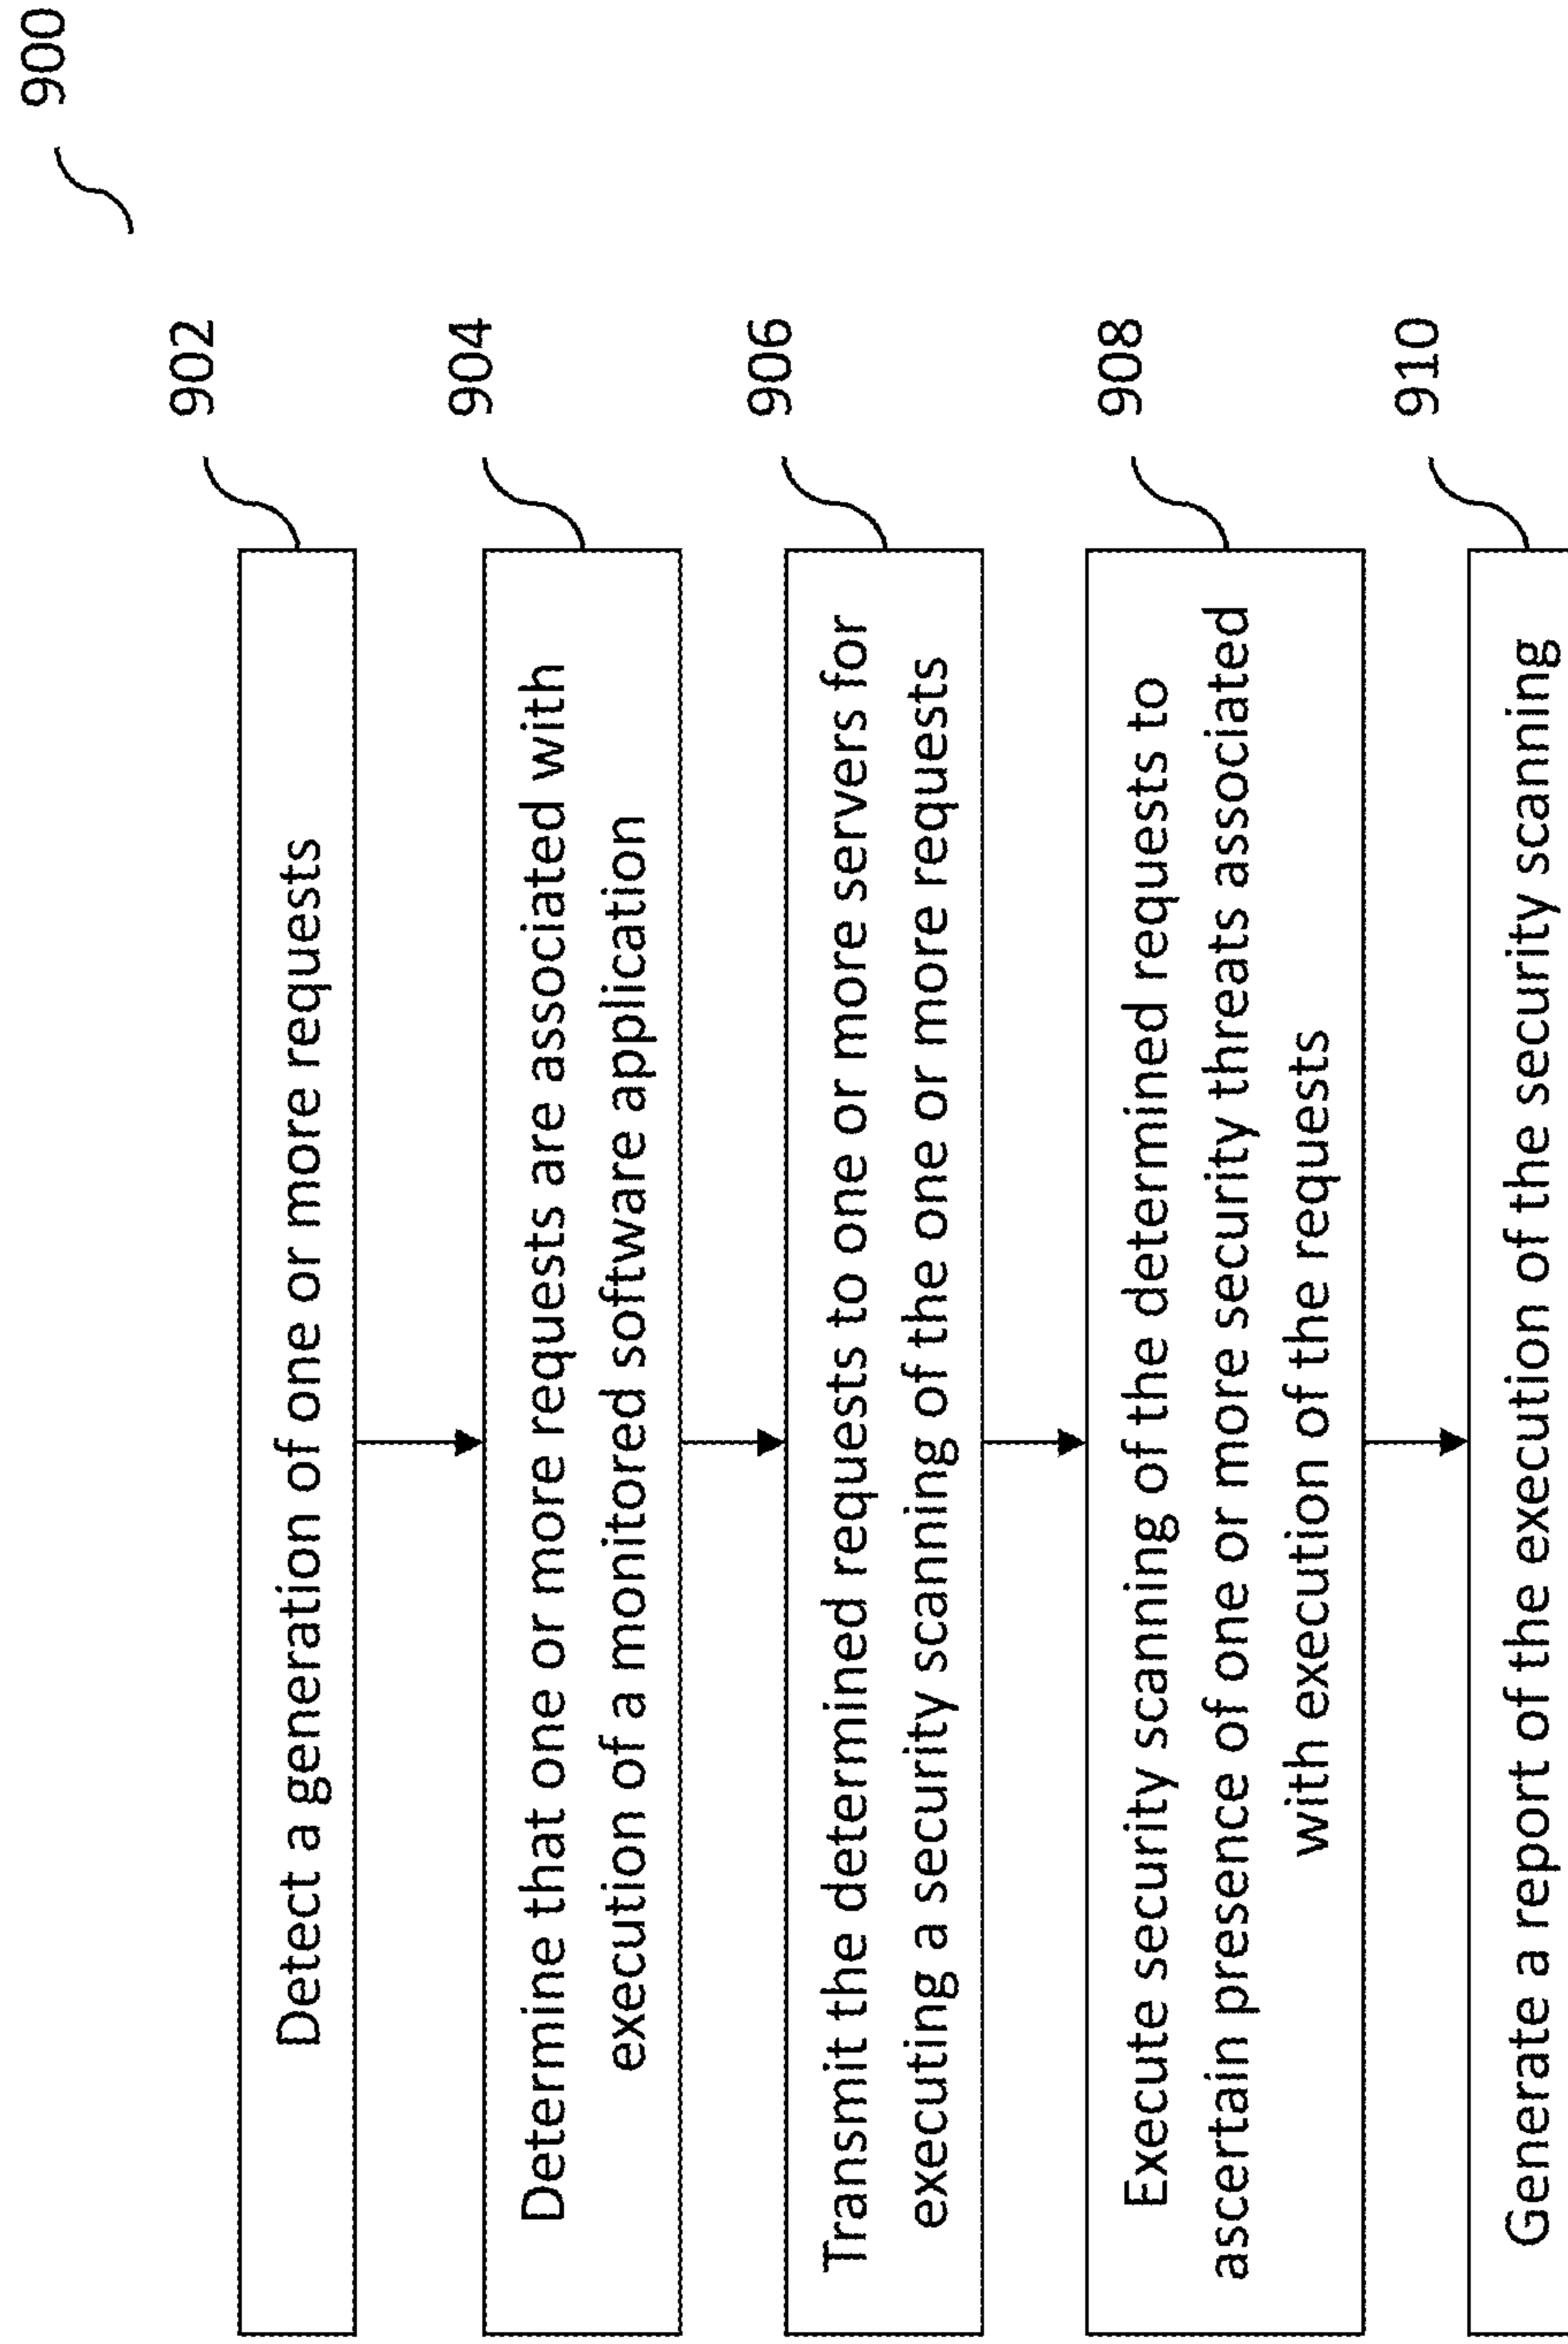 900
902
Detect a generation of one or more requests
904
Determine that one or more requests are associated with
execution of a monitored software application
906
Transmit the determined requests to one or more servers for
executing a security scanning of the one or more requests
908
Execute security scanning of the determined requests to
ascertain presence of one or more security threats associated
with execution of the requests
910
Generate a report of the execution of the security scanning